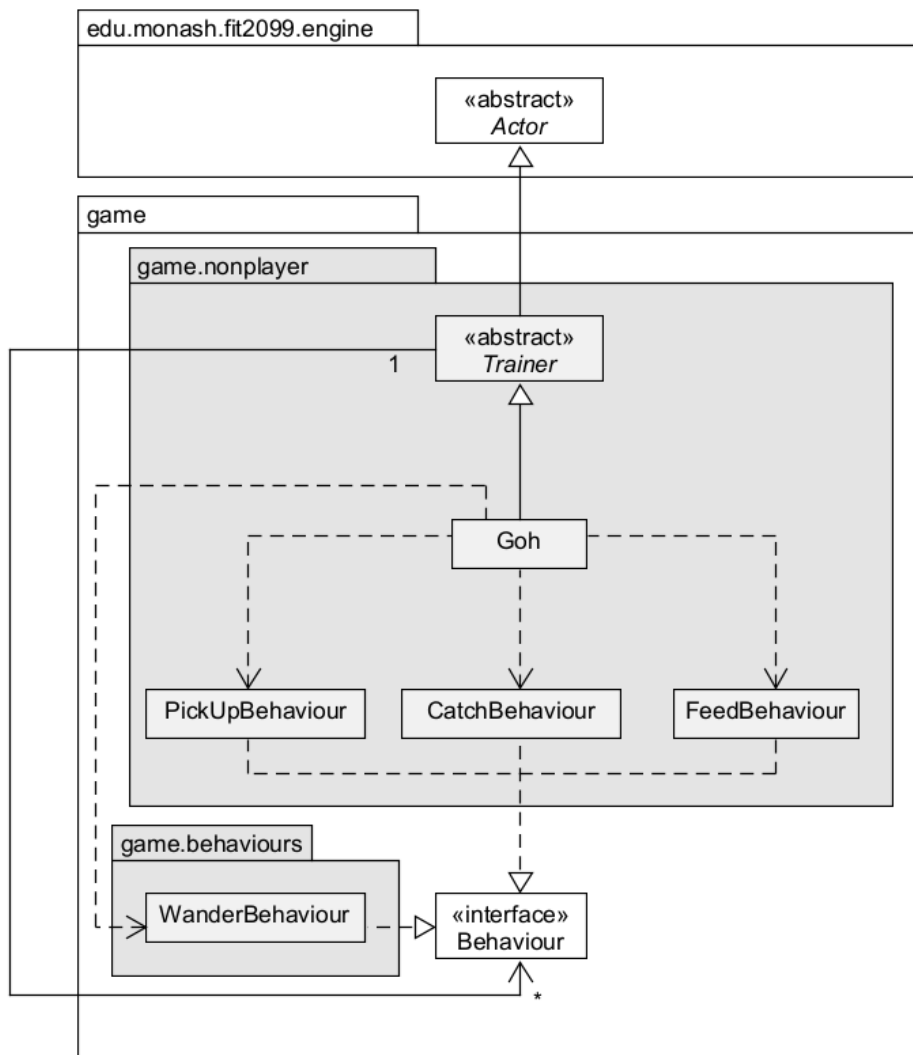 edu.monash.fit2099.engine
«abstract»
Actor
game
game.nonplayer
«abstract»
Trainer
1
Goh
PickUpBehaviour
CatchBehaviour
FeedBehaviour
game.behaviours
WanderBehaviour
«interface»
Behaviour
*